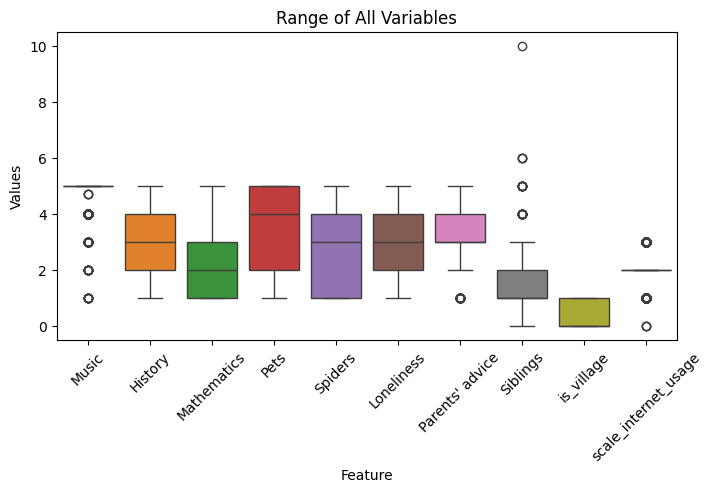 Range of All Variables
Values
10
8
6
4
2
0
Music
History
Mathematics
Pets
Spiders
Loneliness
Parents' advice
Siblings
is_village
scale_internet_usage
Feature